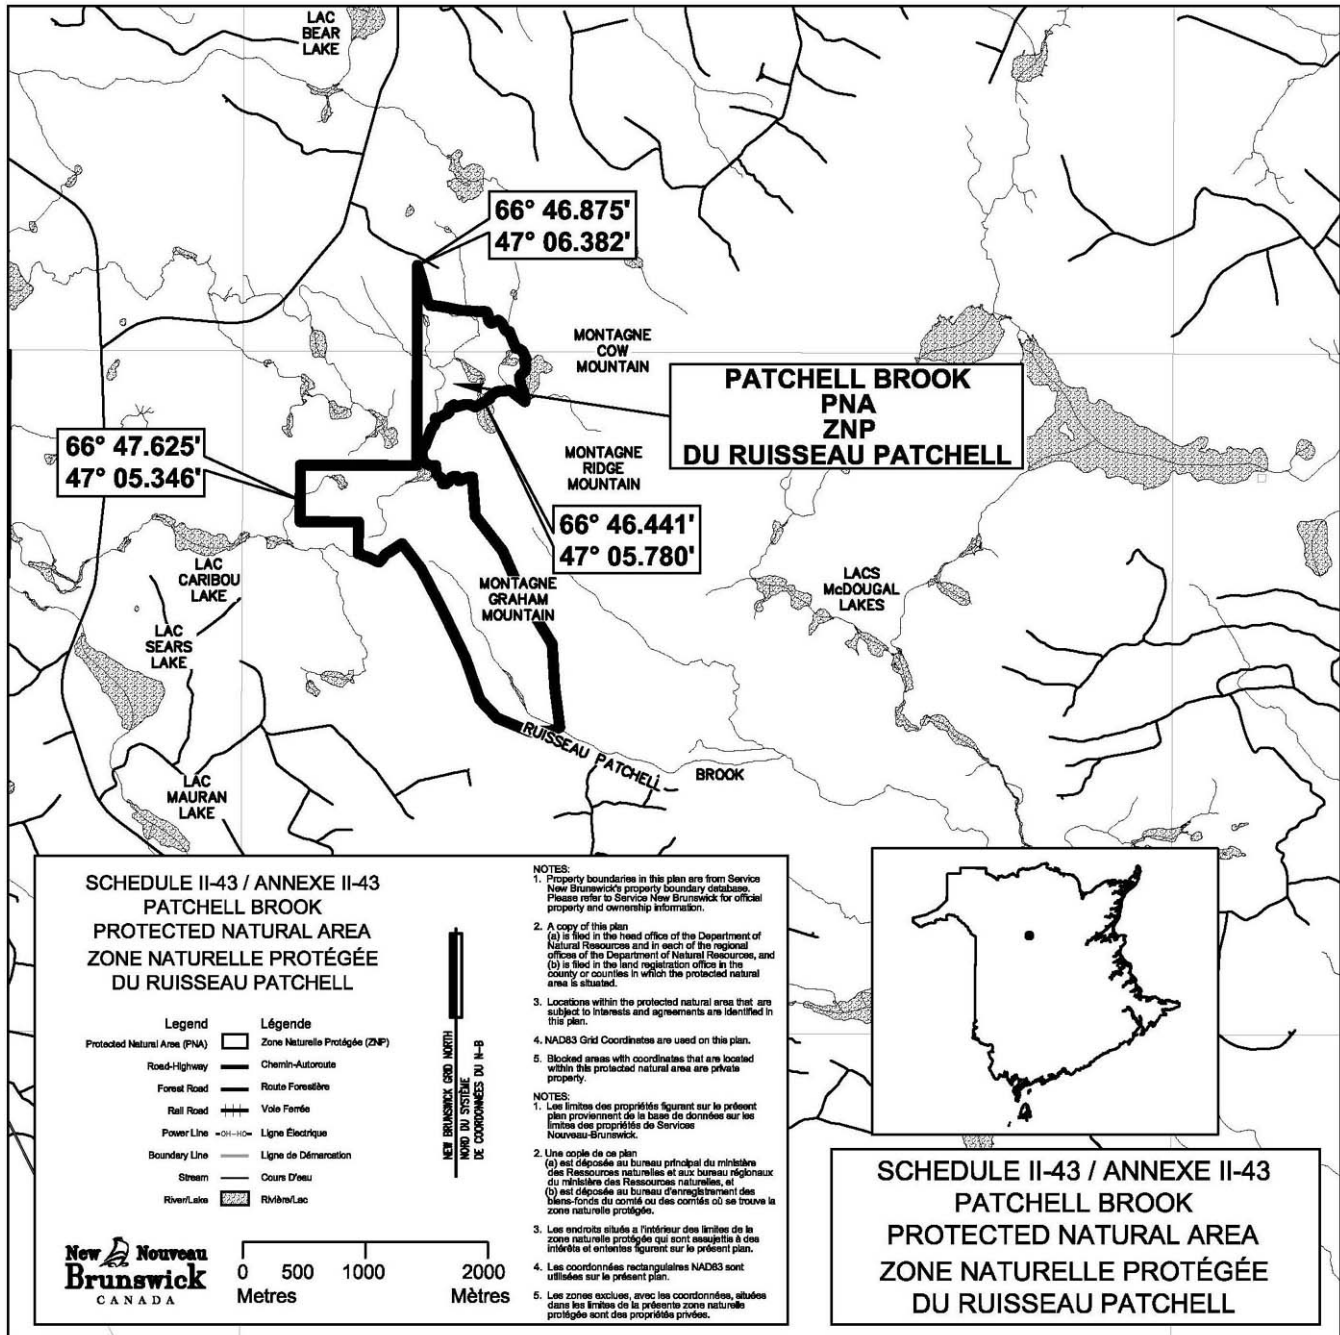 LAC
BEAR
LAKE
66° 46.875'
47° 06.382'
MONTAGNE
COW
MOUNTAIN
PATCHELL BROOK
PNA
ZNP
DU RUISSEAU PATCHELL
66° 47.625'
47° 05.346'
MONTAGNE
RIDGE
MOUNTAIN
66° 46.441'
47° 05.780'
LAC
CARIBOU
LAKE
MONTAGNE
GRAHAM
MOUNTAIN
LACS
McDOUGAL
LAKES
LAC
SEARS
LAKE
RUISSEAU PATCHELL BROOK
LAC
MAURAN
LAKE
SCHEDULE II-43 / ANNEXE II-43
PATCHELL BROOK
PROTECTED NATURAL AREA
ZONE NATURELLE PROTÉGÉE
DU RUISSEAU PATCHELL
Legend Légende
Protected Natural Area (PNA) Zone Naturelle Protégée (ZNP)
Road-Highway Chemin-Autoroute
Forest Road Route Forestière
Rail Road Voie Ferrée
Power Line -OH-HO- Ligne Électrique
Boundary Line Ligne de Démarcation
Stream Cours D'eau
River/Lake Rivière/Lac
NEW BRUNSWICK GRID NORTH
NORD DU SYSTÈME
DE COORDONNÉES DU N-B
New Nouveau
Brunswick
CANADA
0 500 1000 2000
Metres Mètres
NOTES:
1. Property boundaries in this plan are from Service
New Brunswick's property boundary database.
Please refer to Service New Brunswick for official
property and ownership information.
2. A copy of this plan
(a) is filed in the head office of the Department of
Natural Resources and in each of the regional
offices of the Department of Natural Resources, and
(b) is filed in the land registration office in the
county or counties in which the protected natural
area is situated.
3. Locations within the protected natural area that are
subject to interests and agreements are identified in
this plan.
4. NAD83 Grid Coordinates are used on this plan.
5. Blocked areas with coordinates that are located
within this protected natural area are private
property.
NOTES:
1. Les limites des propriétés figurant sur le présent
plan proviennent de la base de données sur les
limites des propriétés de Services
Nouveau-Brunswick.
2. Une copie de ce plan
(a) est déposée au bureau principal du ministère
des Ressources naturelles et aux bureau régionaux
du ministère des Ressources naturelles, et
(b) est déposée au bureau d'enregistrement des
biens-fonds du comté ou des comtés où se trouve la
zone naturelle protégée.
3. Les endroits situés a l'intérieur des limites de la
zone naturelle protégée qui sont assujettis à des
intérêts et ententes figurent sur le présent plan.
4. Les coordonnées rectangulaires NAD83 sont
utilisées sur le présent plan.
5. Les zones exclues, avec les coordonnées, situées
dans les limites de la présente zone naturelle
protégée sont des propriétés privées.
SCHEDULE II-43 / ANNEXE II-43
PATCHELL BROOK
PROTECTED NATURAL AREA
ZONE NATURELLE PROTÉGÉE
DU RUISSEAU PATCHELL